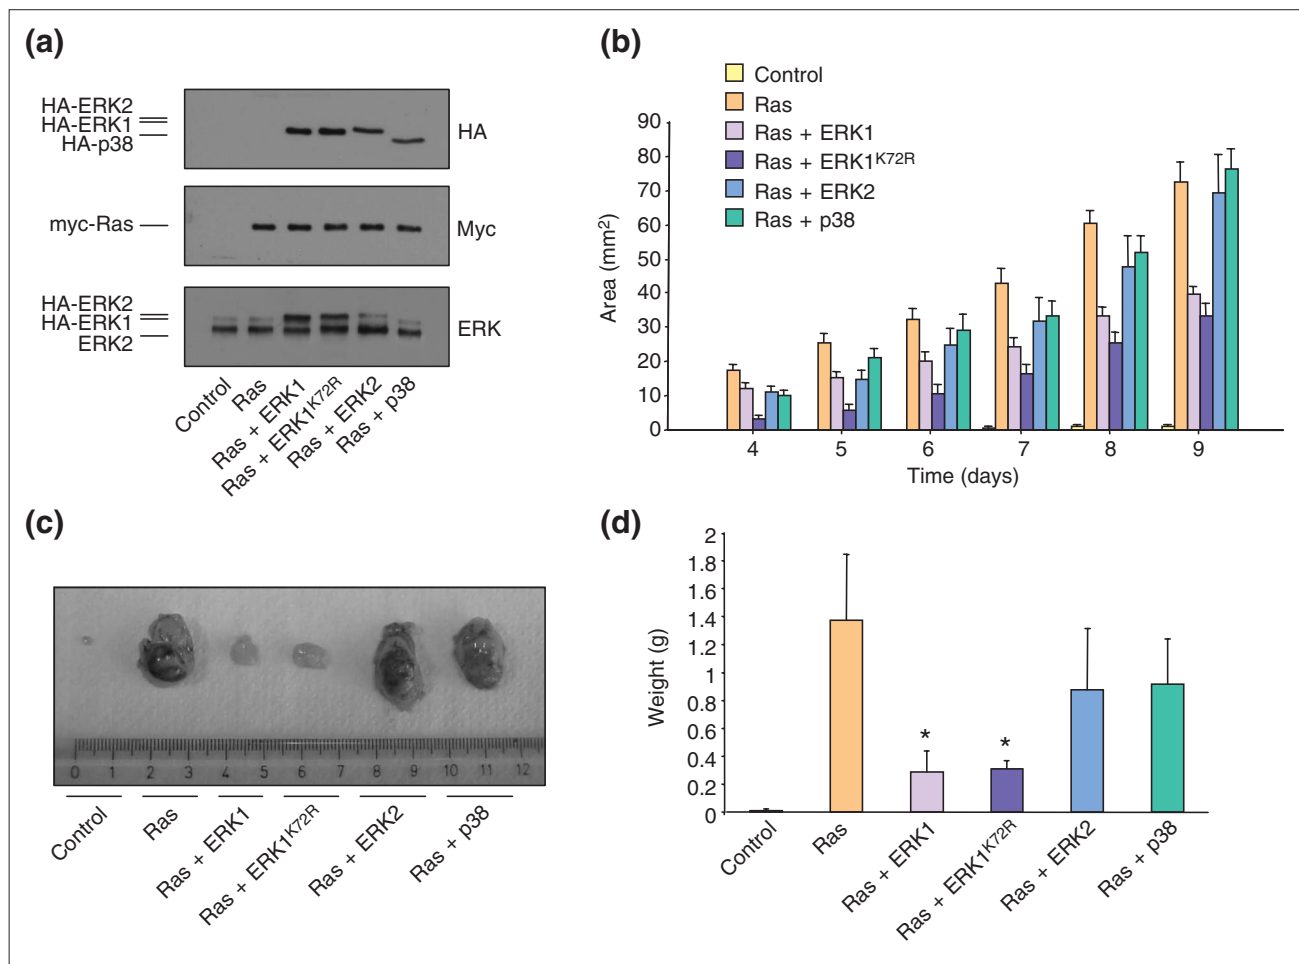 (a)
HA-ERK2
HA-ERK1
HA-p38
HA
myc-Ras
Myc
HA-ERK2
HA-ERK1
ERK2
ERK
Control
Ras
Ras + ERK1
Ras + ERK1K72R
Ras + ERK2
Ras + p38
(b)
Control
Ras
Ras + ERK1
Ras + ERK1K72R
Ras + ERK2
Ras + p38
Area (mm2)
90
80
70
60
50
40
30
20
10
0
4 5 6 7 8 9
Time (days)
(c)
0 1 2 3 4 5 6 7 8 9 10 11 12
Control
Ras
Ras + ERK1
Ras + ERK1K72R
Ras + ERK2
Ras + p38
(d)
Weight (g)
2
1.8
1.6
1.4
1.2
1
0.8
0.6
0.4
0.2
0
*
*
Control
Ras
Ras + ERK1
Ras + ERK1K72R
Ras + ERK2
Ras + p38